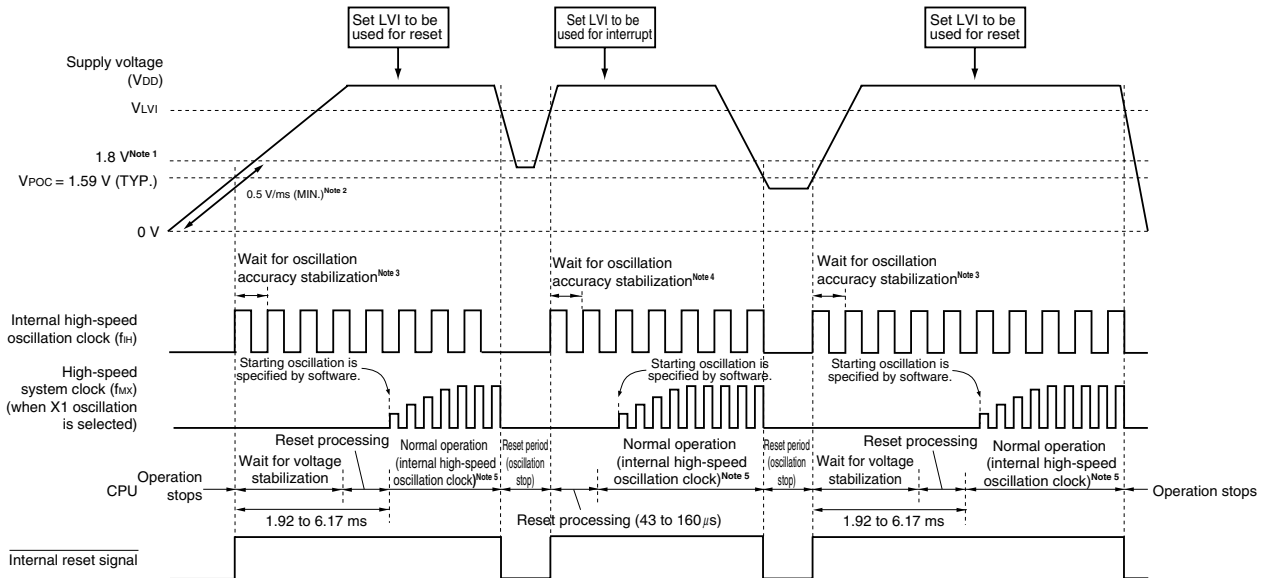 Set LVI to be
used for reset
Set LVI to be
used for interrupt
Set LVI to be
used for reset
Supply voltage
(VDD)
VLVI
1.8 V Note 1
VPOC = 1.59 V (TYP.)
0.5 V/ms (MIN.) Note 2
0 V
Wait for oscillation
accuracy stabilization Note 3
Wait for oscillation
accuracy stabilization Note 4
Wait for oscillation
accuracy stabilization Note 3
Internal high-speed
oscillation clock (fIH)
Starting oscillation is
specified by software.
Starting oscillation is
specified by software.
Starting oscillation is
specified by software.
High-speed
system clock (fMX)
(when X1 oscillation
is selected)
Reset processing
Wait for voltage
stabilization
Normal operation
(internal high-speed
oscillation clock) Note 5
Reset period
(oscillation
stop)
Normal operation
(internal high-speed
oscillation clock) Note 5
Reset period
(oscillation
stop)
Reset processing
Wait for voltage
stabilization
Normal operation
(internal high-speed
oscillation clock) Note 5
CPU
Operation
stops
Operation stops
1.92 to 6.17 ms
Reset processing (43 to 160 μs)
1.92 to 6.17 ms
Internal reset signal